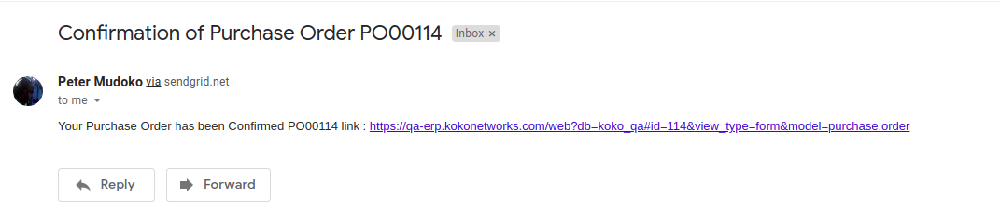 Confirmation of Purchase Order PO00114 Inbox ×
Peter Mudoko via sendgrid.net
to me
Your Purchase Order has been Confirmed PO00114 link : https://qa-erp.kokonetworks.com/web?db=koko_qa#id=114&view_type=form&model=purchase.order
Reply Forward